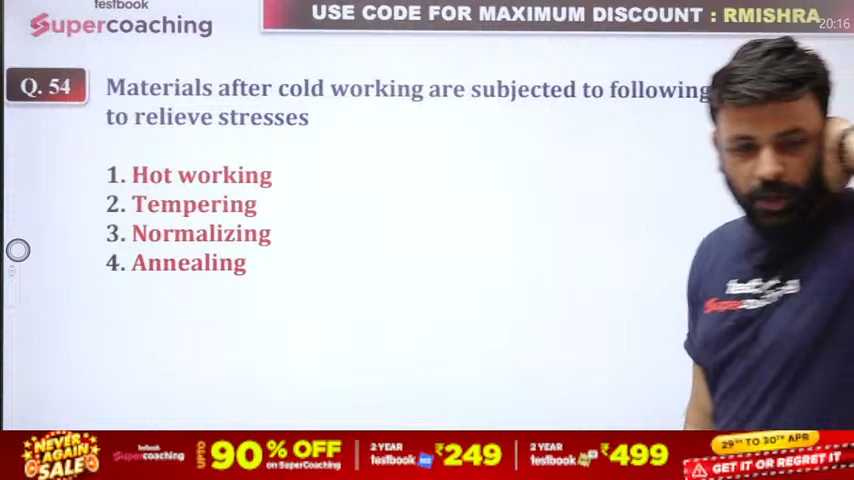 testbook
Supercoaching
USE CODE FOR MAXIMUM DISCOUNT : RMISHRA
20:16
Q. 54
Materials after cold working are subjected to following
to relieve stresses
1. Hot working
2. Tempering
3. Normalizing
4. Annealing
NEVER
AGAIN
SALE
testbook
Supercoaching
UPTO
90% OFF
on SuperCoaching
2 YEAR
testbook
₹249
2 YEAR
testbook
₹499
29TH TO 30TH APR
GET IT OR REGRET IT